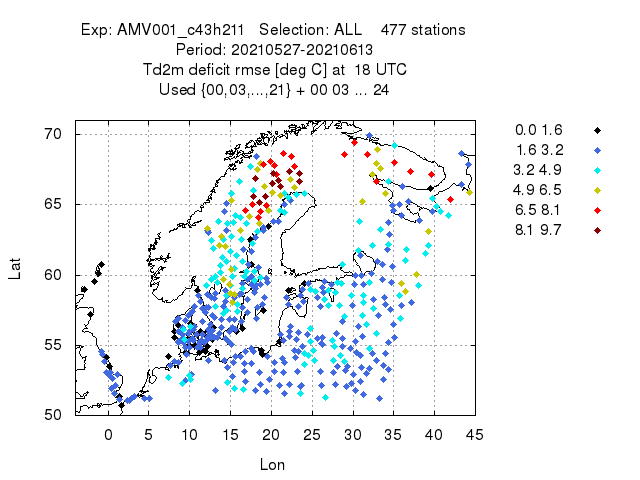 Exp: AMV001_c43h211   Selection: ALL    477 stations
Period: 20210527-20210613
Td2m deficit rmse [deg C] at  18 UTC
Used {00,03,...,21} + 00 03 ... 24
0.0 1.6
1.6 3.2
3.2 4.9
4.9 6.5
6.5 8.1
8.1 9.7
Lat
70
65
60
55
50
0 5 10 15 20 25 30 35 40 45
Lon